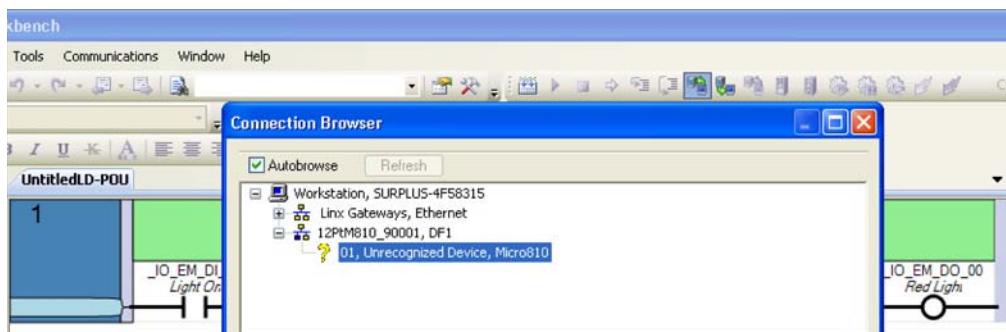 kbench
Tools Communications Window Help
Connection Browser
B I U K A
Autobrowse Refresh
UntitledLD-POU
Workstation, SURPLUS-4F58315
Linx Gateways, Ethernet
12PtM810_90001, DF1
01, Unrecognized Device, Micro810
1
_IO_EM_DI_ IO_EM_DO_00
Light On Red Light